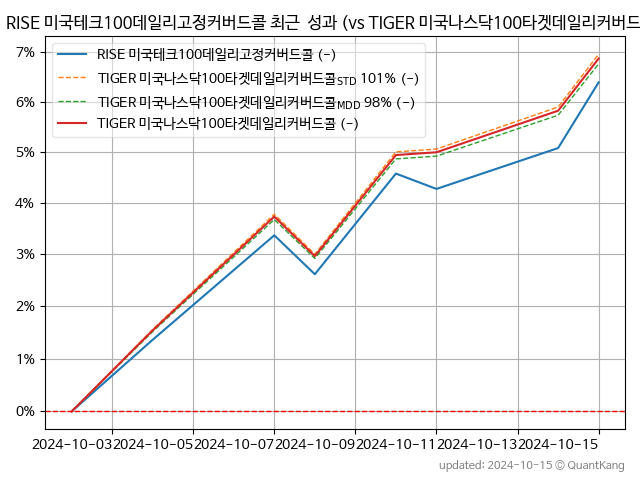 RISE 미국테크100데일리고정커버드콜 최근 성과 (vs TIGER 미국나스닥100타겟데일리커버드
7%
6%
5%
4%
3%
2%
1%
0%
RISE 미국테크100데일리고정커버드콜 (-)
TIGER 미국나스닥100타겟데일리커버드콜STD 101% (-)
TIGER 미국나스닥100타겟데일리커버드콜MDD 98% (-)
TIGER 미국나스닥100타겟데일리커버드콜 (-)
2024-10-03 2024-10-05 2024-10-07 2024-10-09 2024-10-11 2024-10-13 2024-10-15
updated: 2024-10-15 © QuantKang